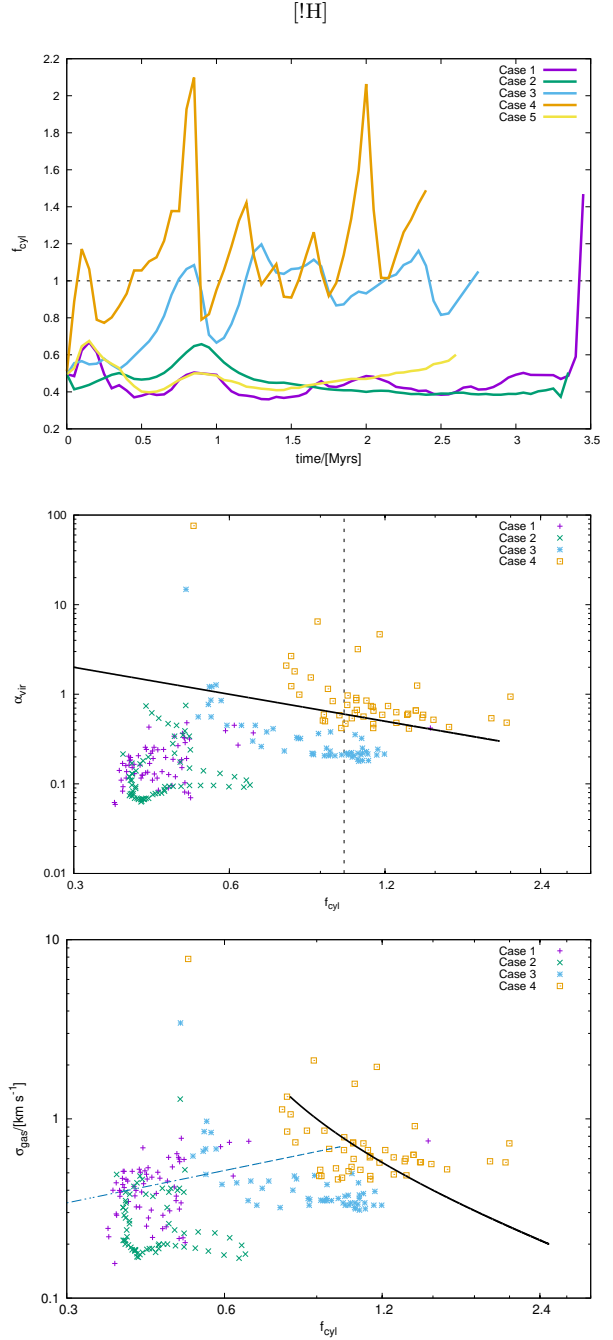 [!H]
2.2
2
1.8
1.6
1.4
1.2
1
0.8
0.6
0.4
0.2
f_cyl
Case 1
Case 2
Case 3
Case 4
Case 5
0 0.5 1 1.5 2 2.5 3 3.5
time/[Myrs]
100
10
1
0.1
0.01
α_vir
Case 1
Case 2
Case 3
Case 4
0.3 0.6 1.2 2.4
f_cyl
10
1
0.1
σ_gas/[km s⁻¹]
Case 1
Case 2
Case 3
Case 4
0.3 0.6 1.2 2.4
f_cyl